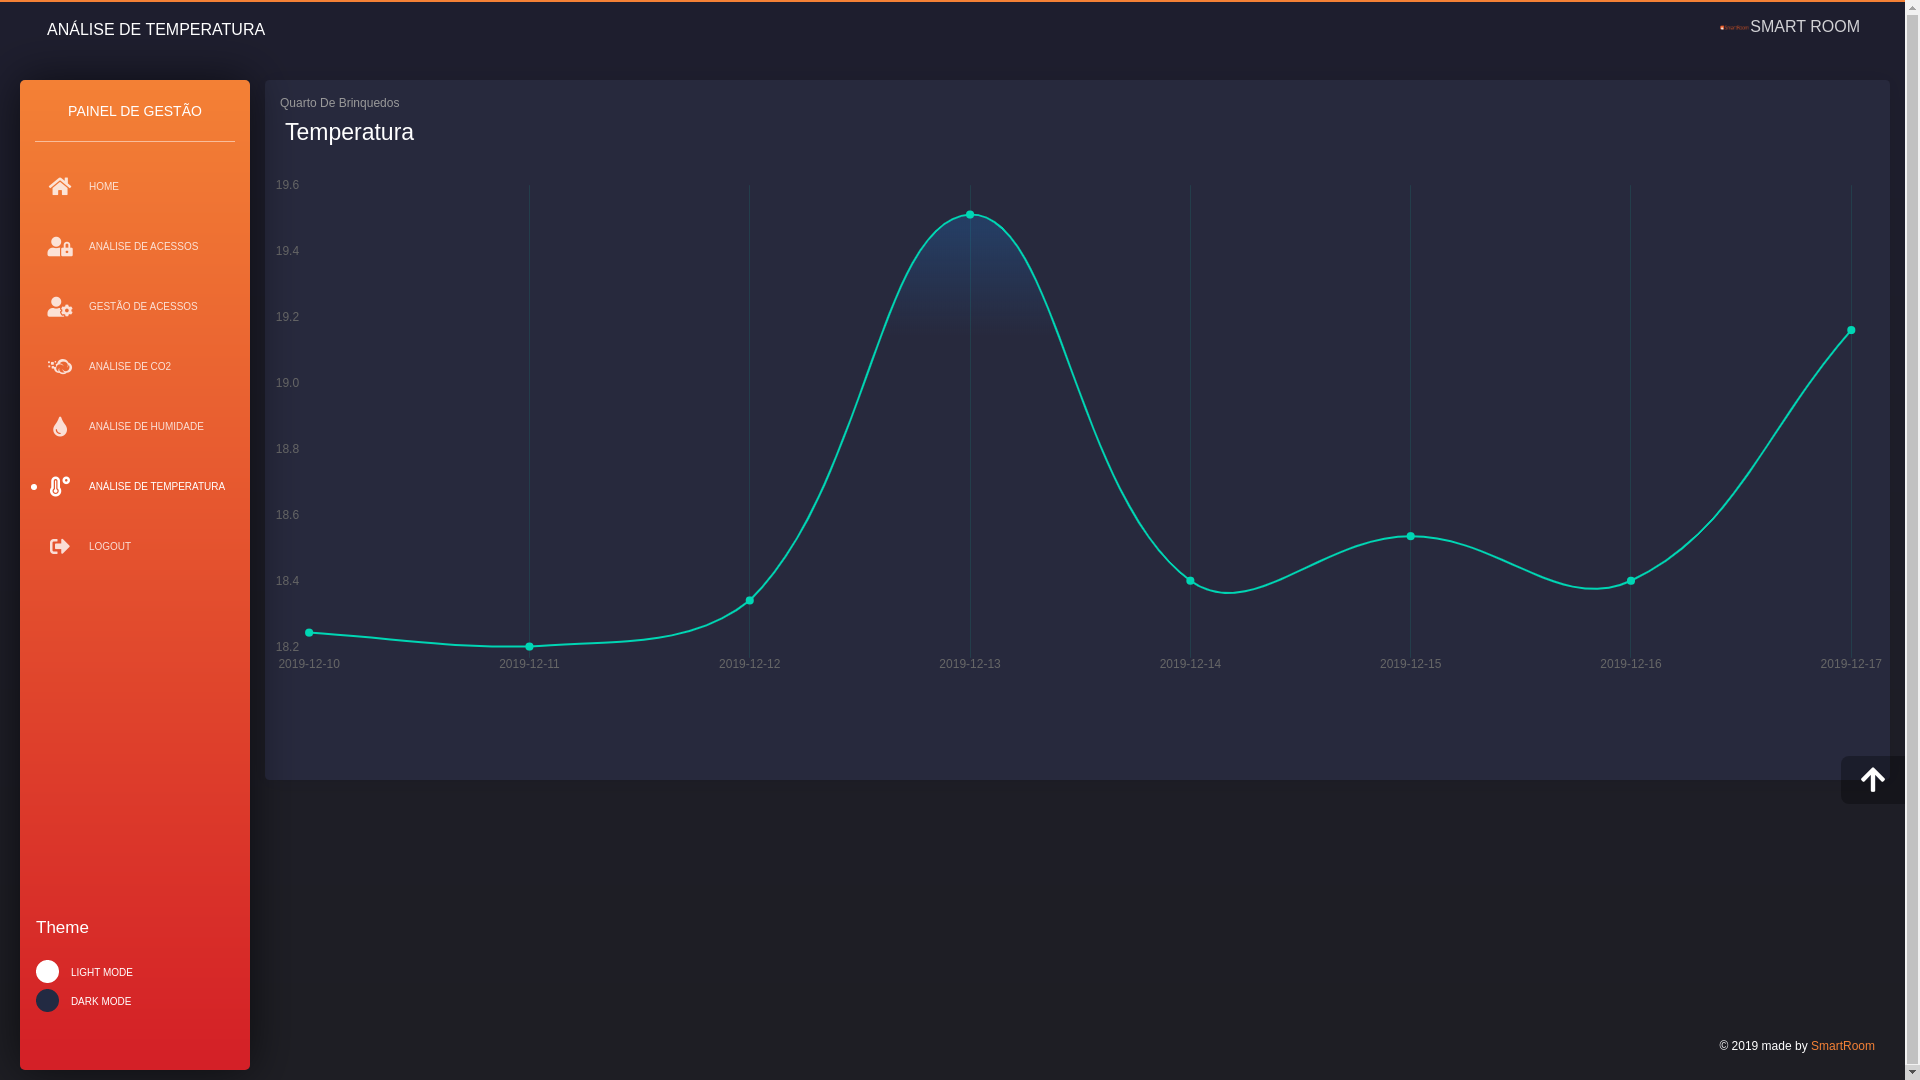 ANÁLISE DE TEMPERATURA
SMART ROOM
PAINEL DE GESTÃO
HOME
ANÁLISE DE ACESSOS
GESTÃO DE ACESSOS
ANÁLISE DE CO2
ANÁLISE DE HUMIDADE
ANÁLISE DE TEMPERATURA
LOGOUT
Theme
LIGHT MODE
DARK MODE
Quarto De Brinquedos
Temperatura
19.6
19.4
19.2
19.0
18.8
18.6
18.4
18.2
2019-12-10 2019-12-11 2019-12-12 2019-12-13 2019-12-14 2019-12-15 2019-12-16 2019-12-17
© 2019 made by SmartRoom